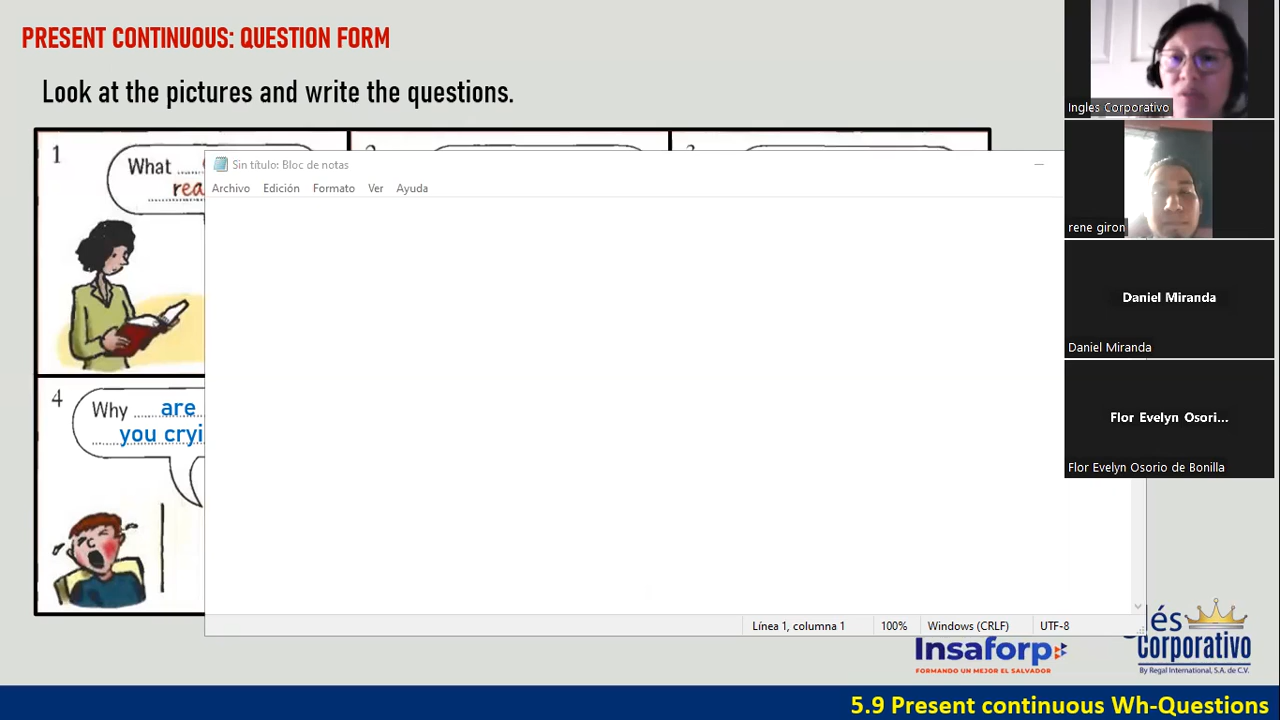 PRESENT CONTINUOUS: QUESTION FORM
Look at the pictures and write the questions.
1
What
rea
Sin título: Bloc de notas
Archivo Edición Formato Ver Ayuda
4
Why are
you cryi
Línea 1, columna 1 100% Windows (CRLF) UTF-8
Ingles Corporativo
rene giron
Daniel Miranda
Daniel Miranda
Flor Evelyn Osori...
Flor Evelyn Osorio de Bonilla
Insaforp
FORMANDO UN MEJOR EL SALVADOR
és
corporativo
By Regal International, S.A. de C.V.
5.9 Present continuous Wh-Questions